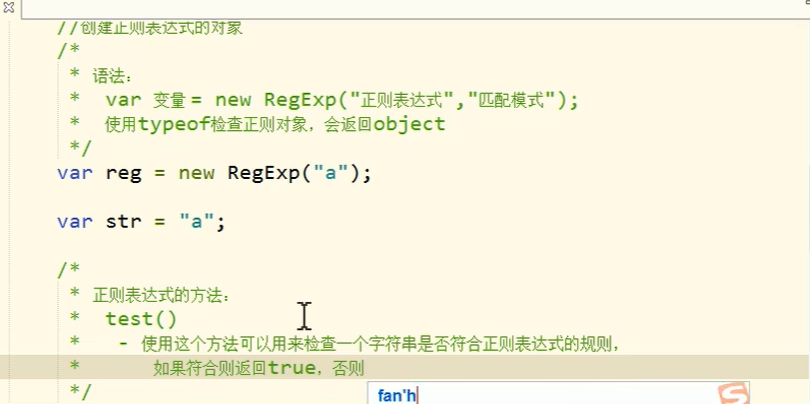 //创建正则表达式的对象
/*
* 语法：
* var 变量 = new RegExp("正则表达式","匹配模式");
* 使用typeof检查正则对象，会返回object
*/
var reg = new RegExp("a");
var str = "a";
/*
* 正则表达式的方法：
* test()
* - 使用这个方法可以用来检查一个字符串是否符合正则表达式的规则，
* 如果符合则返回true，否则
fan'h
*/